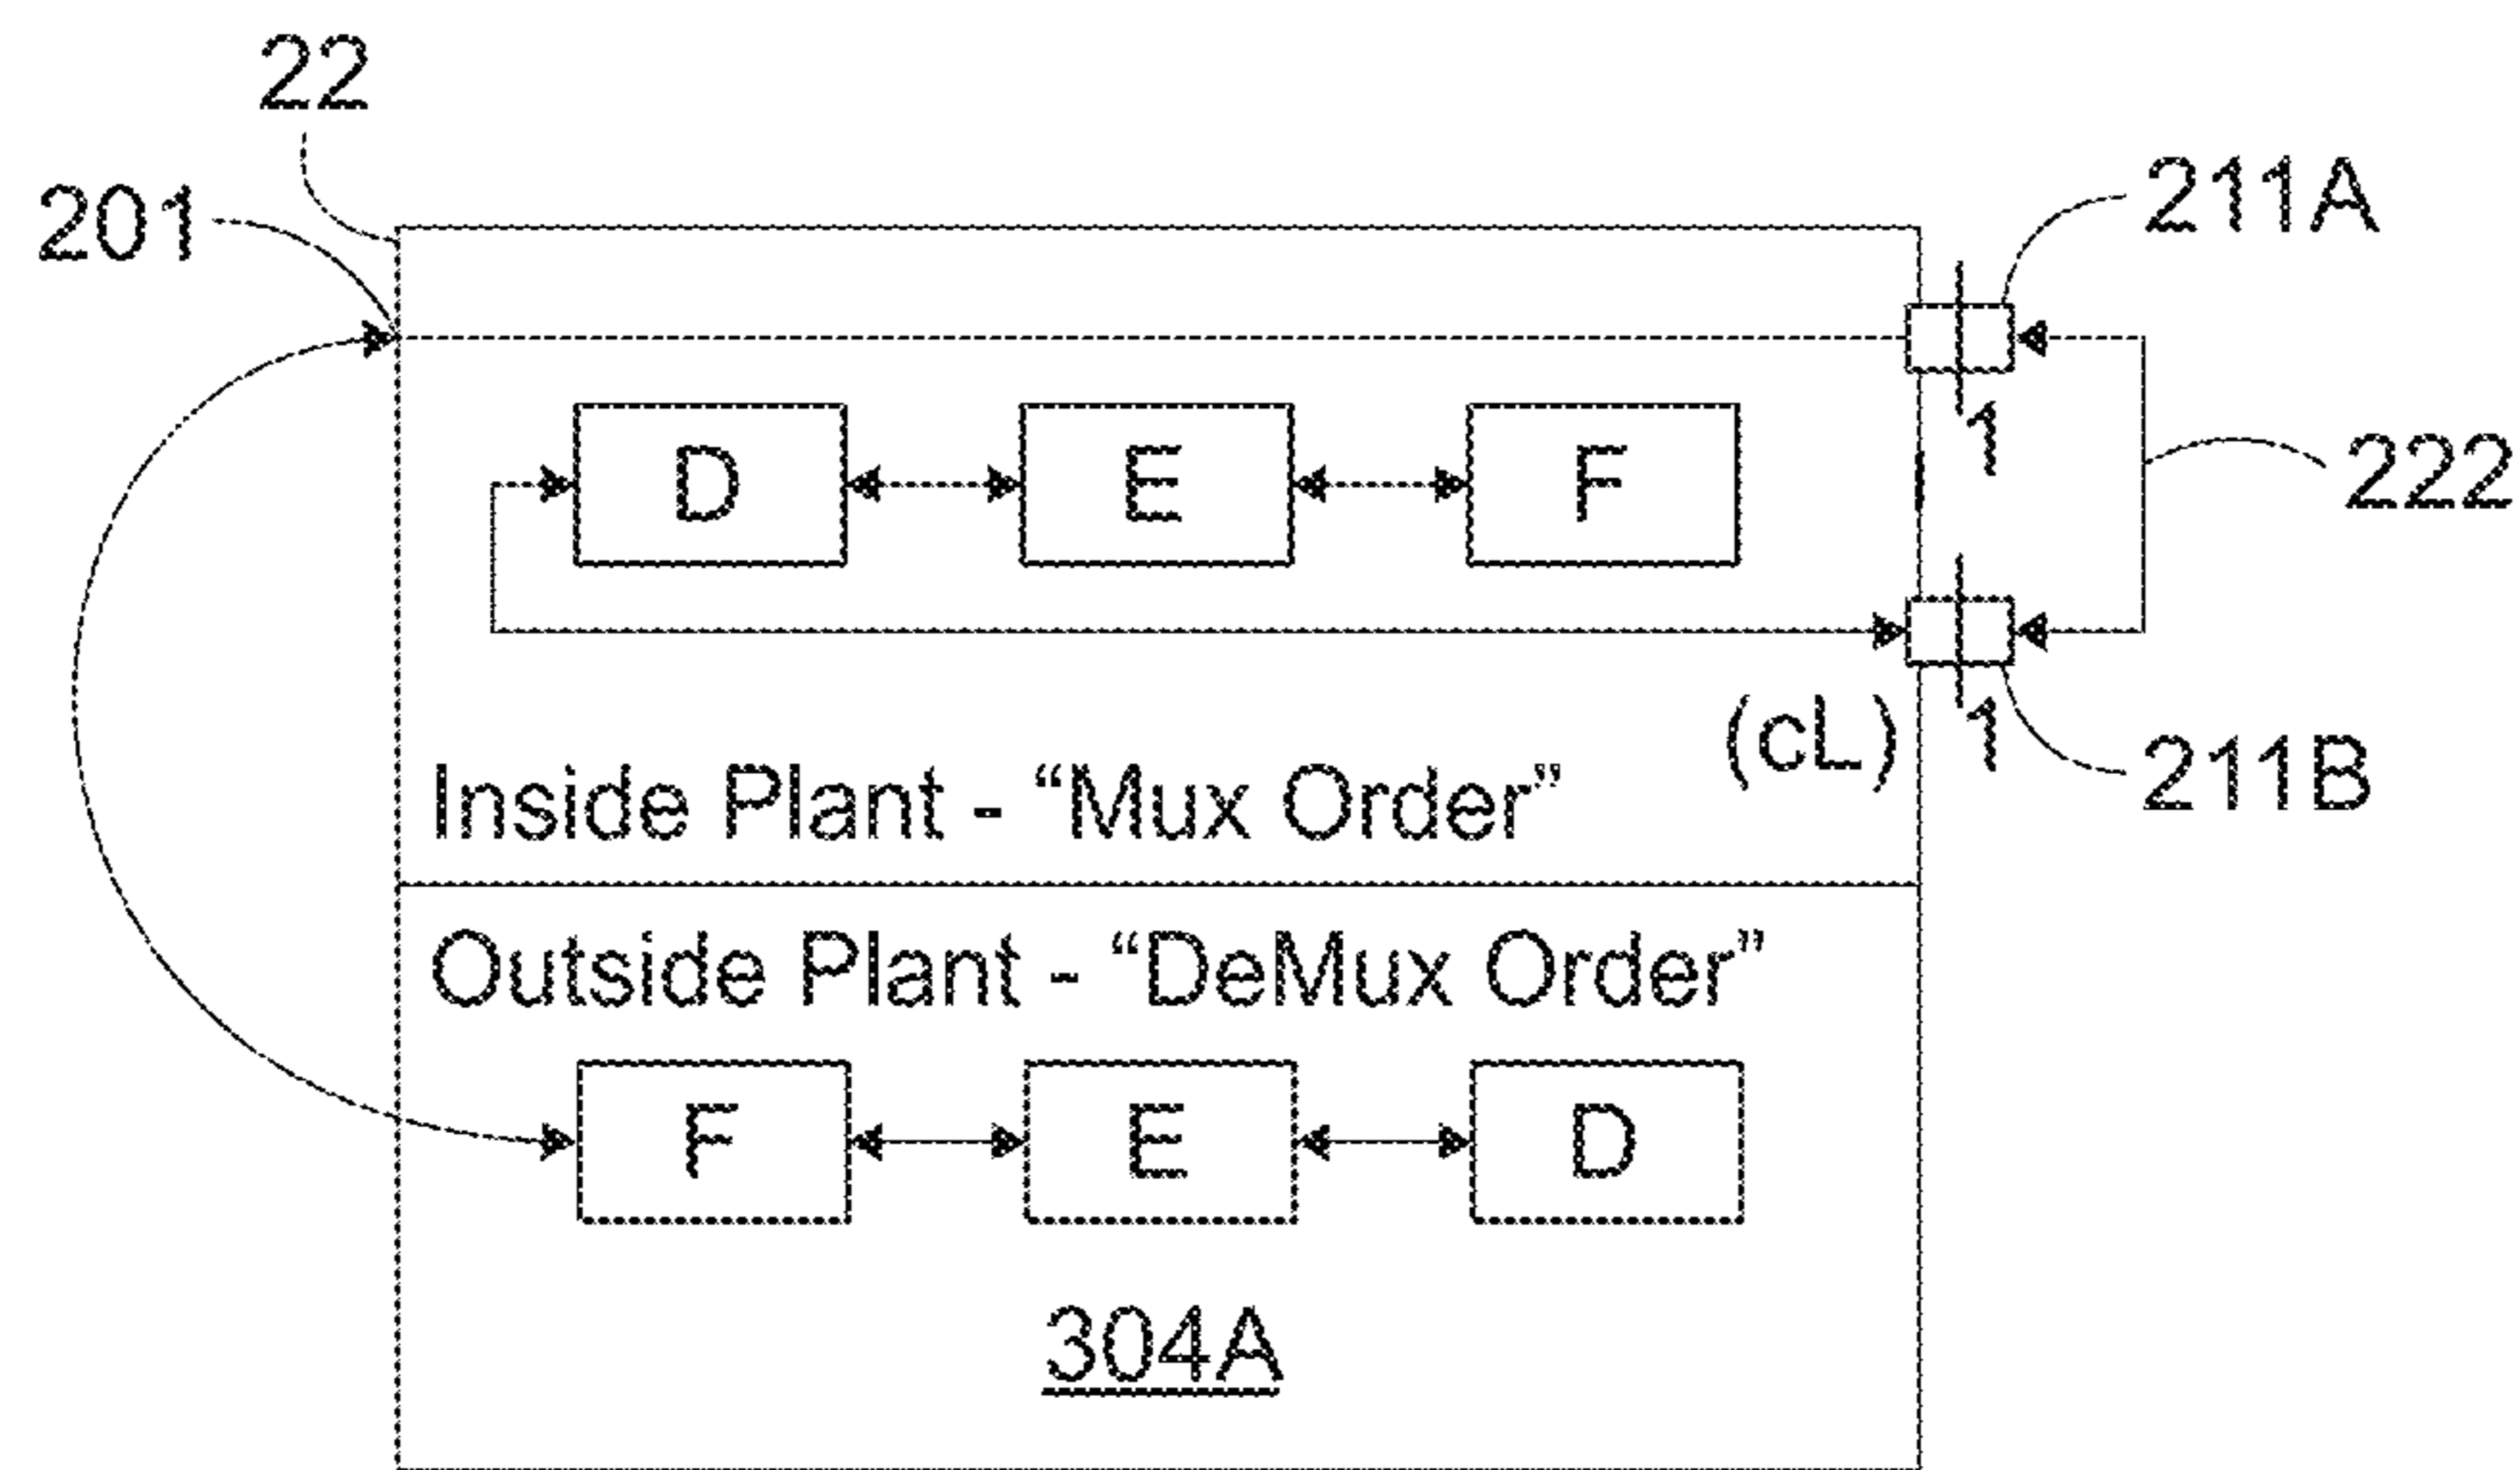 22
201
211A
D E F
1
222
(cL)
1
211B
Inside Plant - “Mux Order”
Outside Plant - “DeMux Order”
F E D
304A